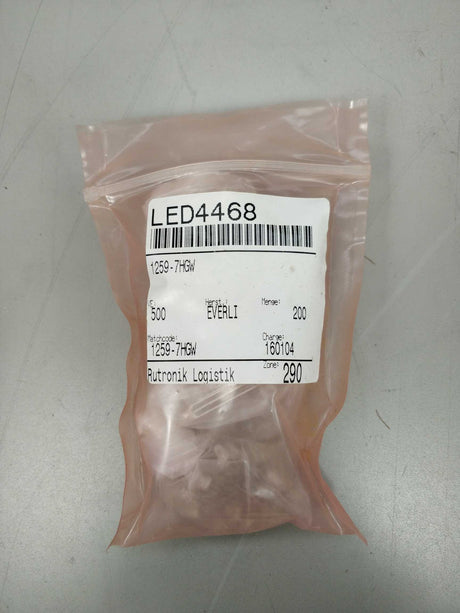 LED4468
1259-7HGW
VE: Herst.: Menge:
500 EVERLI 200
Matchcode: Charge:
1259-7HGW 160104
Rutronik Logistik Zone: 290